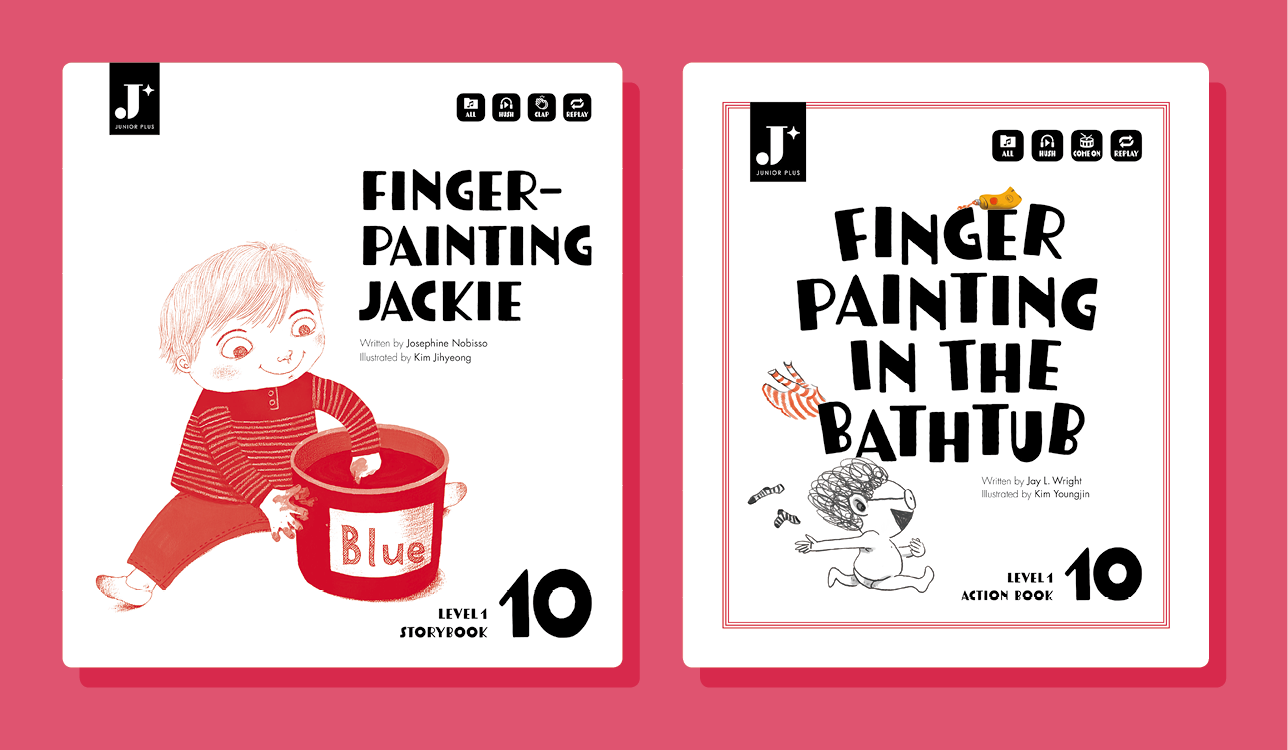 J
JUNIOR PLUS
ALL
HUSH
CLAP
REPLAY
FINGER-
PAINTING
JACKIE
Written by Josephine Nobisso
Illustrated by Kim Jihyeong
Blue
LEVEL 1
STORYBOOK
10
J
JUNIOR PLUS
ALL
HUSH
COME ON
REPLAY
FINGER
PAINTING
IN THE
BATHTUB
Written by Jay L. Wright
Illustrated by Kim Youngjin
LEVEL 1
ACTION BOOK
10